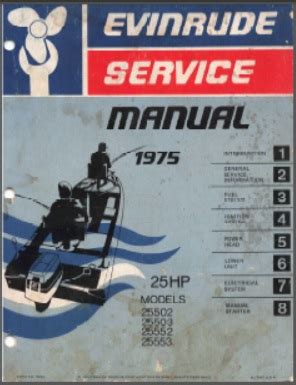 EVINRUDE
SERVICE
MANUAL
1975
INTRODUCTION 1
GENERAL SERVICE INFORMATION 2
FUEL SYSTEM 3
IGNITION SYSTEM 4
POWER HEAD 5
LOWER UNIT 6
ELECTRICAL SYSTEM 7
MANUAL STARTER 8
25HP
MODELS
25502
25503
25552
25553